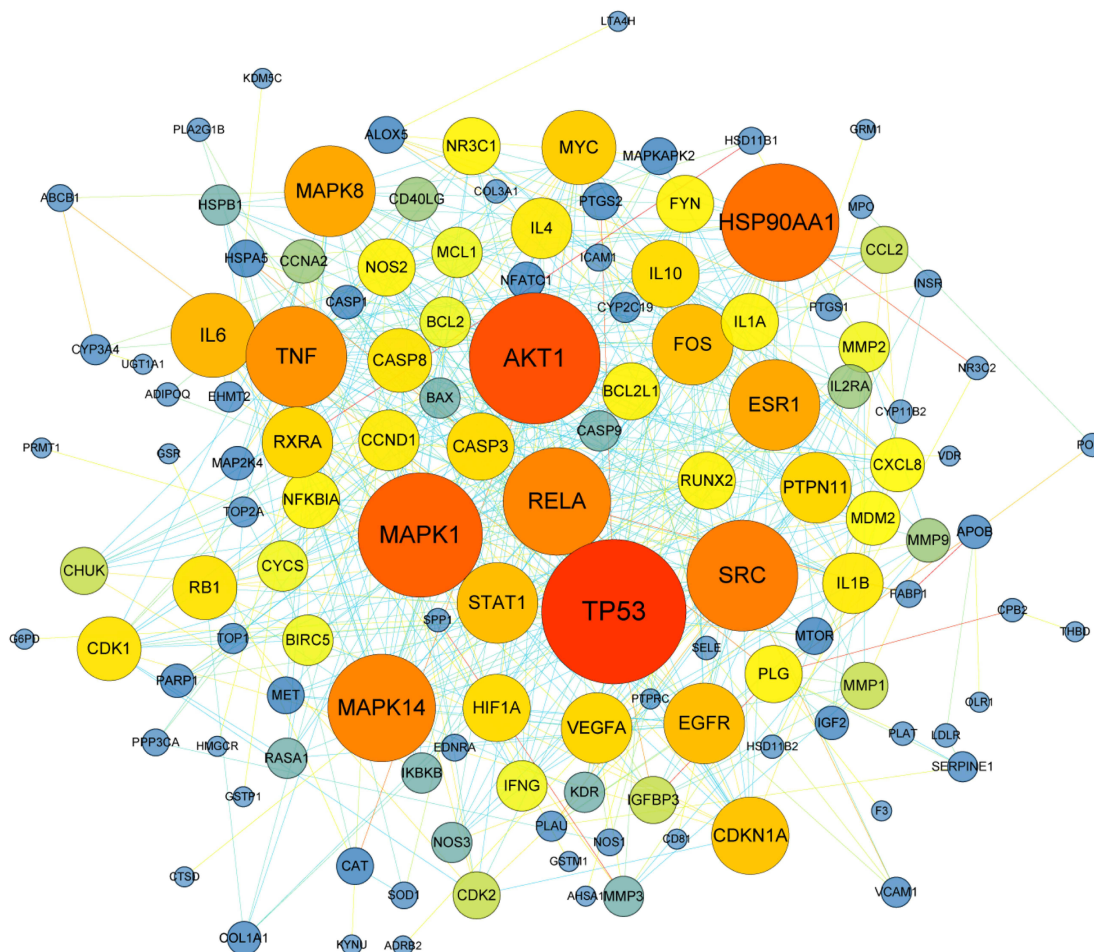 LTA4H
KDM5C
PLA2G1B
ALOX5
NR3C1
MYC
MAPKAPK2
HSD11B1
GRM1
ABCB1
HSPB1
MAPK8
CD40LG
COL3A1
PTGS2
FYN
HSP90AA1
MPO
HSPA5
CCNA2
NOS2
MCL1
IL4
ICAM1
IL10
CCL2
CASP1
NFATC1
CYP2C19
PTGS1
INSR
IL6
TNF
BCL2
AKT1
FOS
IL1A
MMP2
CYP3A4
UGT1A1
CASP8
NR3C2
ADIPOQ
EHMT2
BAX
BCL2L1
ESR1
IL2RA
CYP11B2
PRMT1
GSR
RXRA
CCND1
CASP3
CASP9
MAP2K4
CXCL8
VDR
NFKBIA
RELA
RUNX2
PTPN11
TOP2A
MAPK1
MDM2
APOB
MMP9
CHUK
CYCS
RB1
SRC
IL1B
FABP1
STAT1
TP53
CPB2
THBD
G6PD
TOP1
SPP1
BIRC5
MTOR
SELE
CDK1
PARP1
MET
PLG
MMP1
MAPK14
HIF1A
PTPRC
OLR1
VEGFA
EGFR
IGF2
PLAT
LDLR
PPP3CA
HMGCR
RASA1
EDNRA
HSD11B2
IKBKB
SERPINE1
GSTP1
IFNG
KDR
IGFBP3
F3
PLAU
CDKN1A
NOS3
NOS1
CD81
CTSD
CAT
GSTM1
SOD1
CDK2
AHSA1
MMP3
VCAM1
COL1A1
KYNU
ADRB2